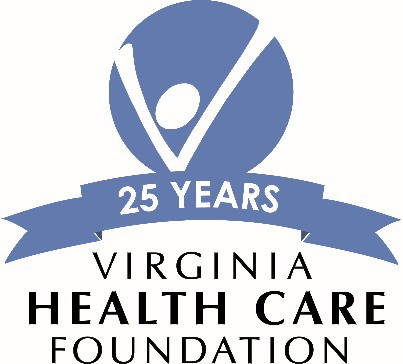 25 YEARS
VIRGINIA
HEALTH CARE
FOUNDATION